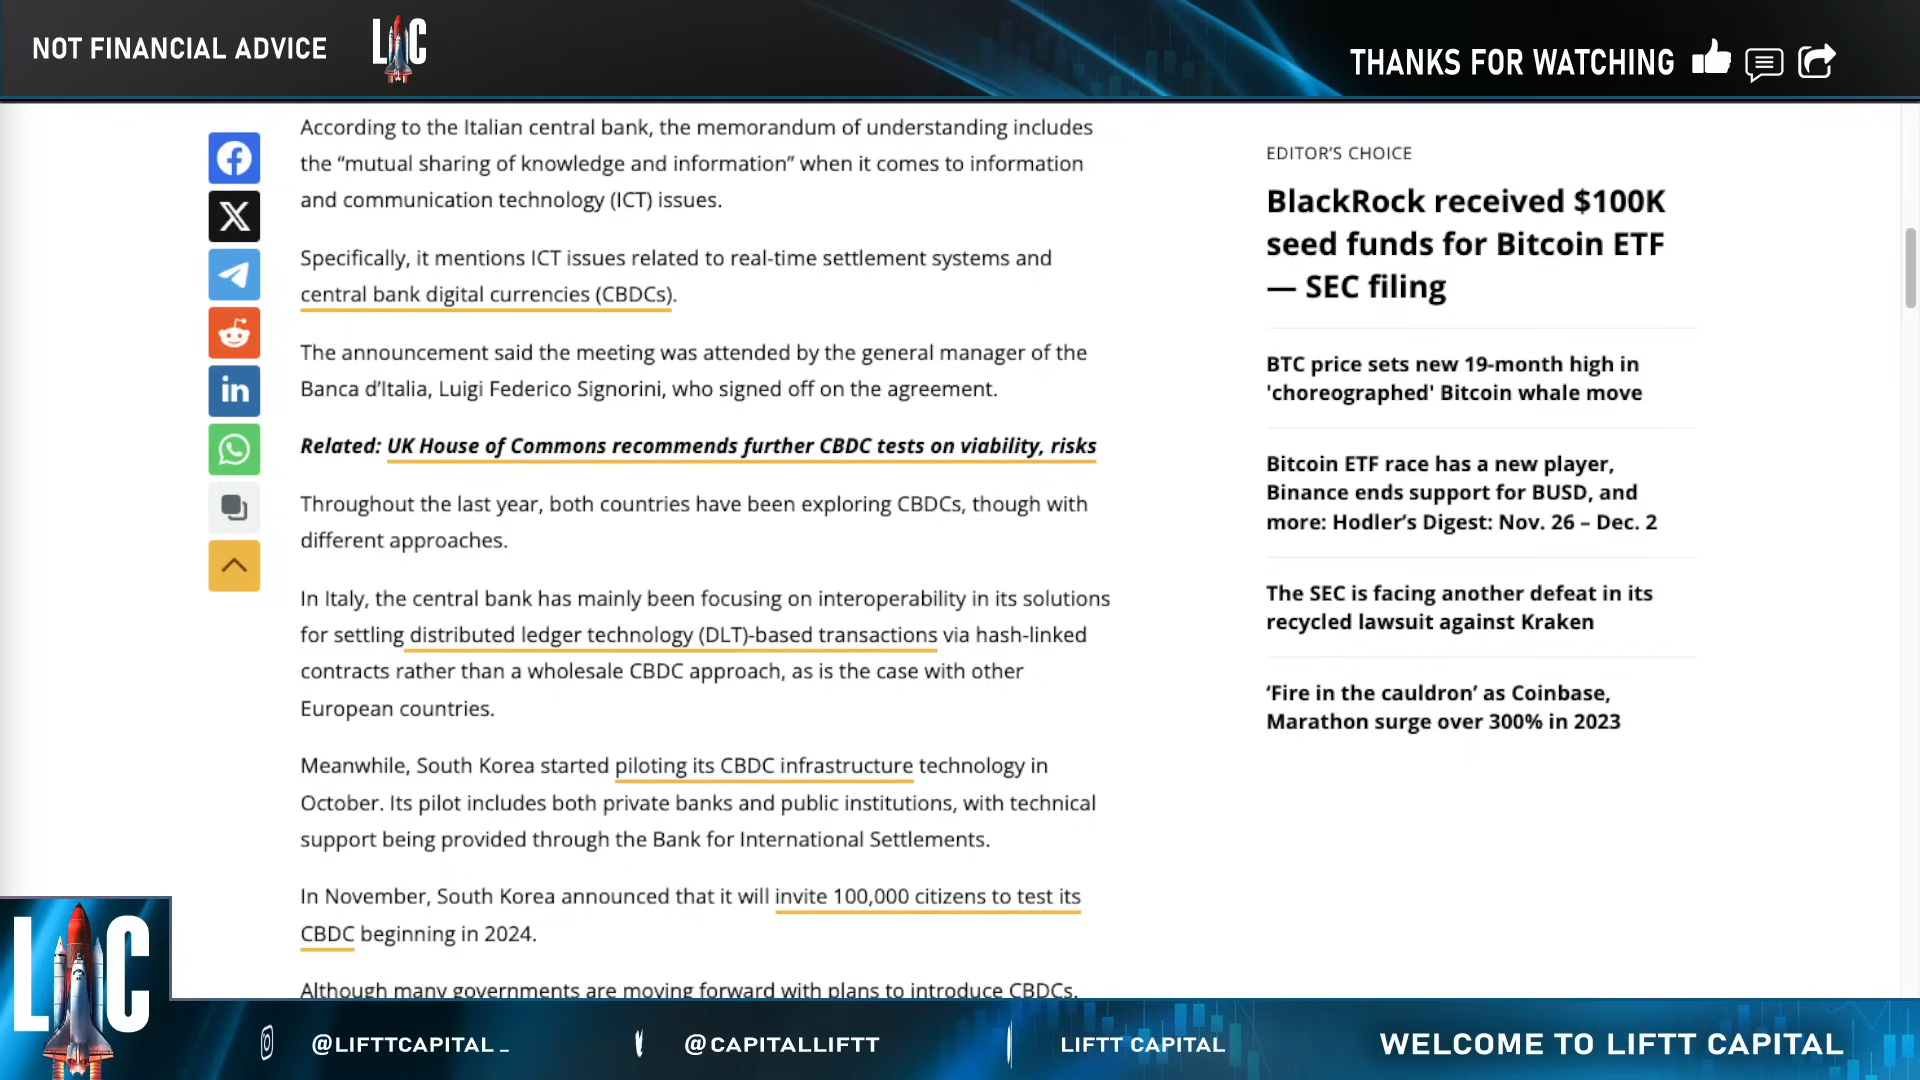 NOT FINANCIAL ADVICE
LC
THANKS FOR WATCHING
According to the Italian central bank, the memorandum of understanding includes
the “mutual sharing of knowledge and information” when it comes to information
and communication technology (ICT) issues.
Specifically, it mentions ICT issues related to real-time settlement systems and
central bank digital currencies (CBDCs).
The announcement said the meeting was attended by the general manager of the
Banca d’Italia, Luigi Federico Signorini, who signed off on the agreement.
Related: UK House of Commons recommends further CBDC tests on viability, risks
Throughout the last year, both countries have been exploring CBDCs, though with
different approaches.
In Italy, the central bank has mainly been focusing on interoperability in its solutions
for settling distributed ledger technology (DLT)-based transactions via hash-linked
contracts rather than a wholesale CBDC approach, as is the case with other
European countries.
Meanwhile, South Korea started piloting its CBDC infrastructure technology in
October. Its pilot includes both private banks and public institutions, with technical
support being provided through the Bank for International Settlements.
In November, South Korea announced that it will invite 100,000 citizens to test its
CBDC beginning in 2024.
Although many governments are moving forward with plans to introduce CBDCs,
EDITOR’S CHOICE
BlackRock received $100K
seed funds for Bitcoin ETF
— SEC filing
BTC price sets new 19-month high in
'choreographed' Bitcoin whale move
Bitcoin ETF race has a new player,
Binance ends support for BUSD, and
more: Hodler’s Digest: Nov. 26 – Dec. 2
The SEC is facing another defeat in its
recycled lawsuit against Kraken
‘Fire in the cauldron’ as Coinbase,
Marathon surge over 300% in 2023
LC
@LIFTTCAPITAL_
@CAPITALLIFTT
LIFTT CAPITAL
WELCOME TO LIFTT CAPITAL